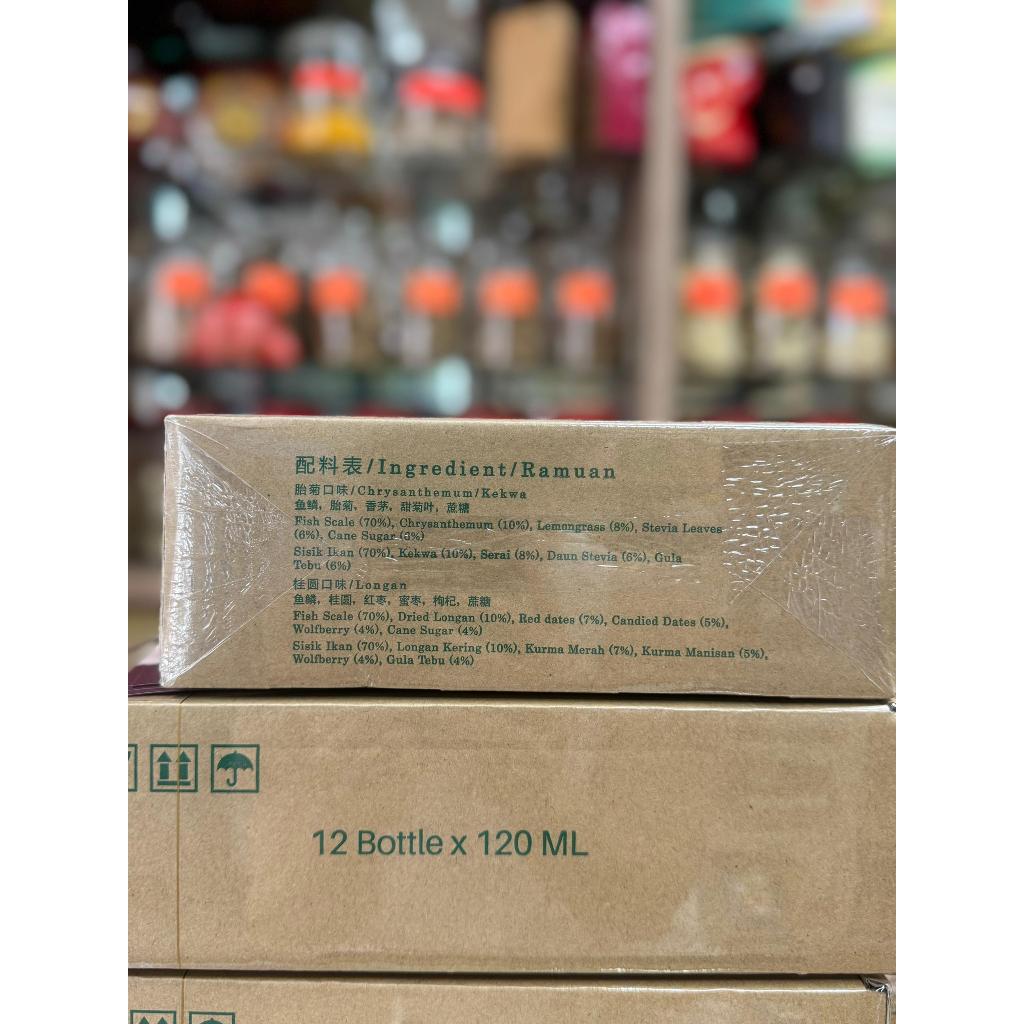 配料表/Ingredient/Ramuan
胎菊口味/Chrysanthemum/Kekwa
鱼鳞，胎菊，香茅，甜菊叶，蔗糖
Fish Scale (70%), Chrysanthemum (10%), Lemongrass (8%), Stevia Leaves
(6%), Cane Sugar (6%)
Sisik Ikan (70%), Kekwa (10%), Serai (8%), Daun Stevia (6%), Gula
Tebu (6%)
桂圆口味/Longan
鱼鳞，桂圆，红枣，蜜枣，枸杞，蔗糖
Fish Scale (70%), Dried Longan (10%), Red dates (7%), Candied Dates (5%),
Wolfberry (4%), Cane Sugar (4%)
Sisik Ikan (70%), Longan Kering (10%), Kurma Merah (7%), Kurma Manisan (5%),
Wolfberry (4%), Gula Tebu (4%)
12 Bottle x 120 ML